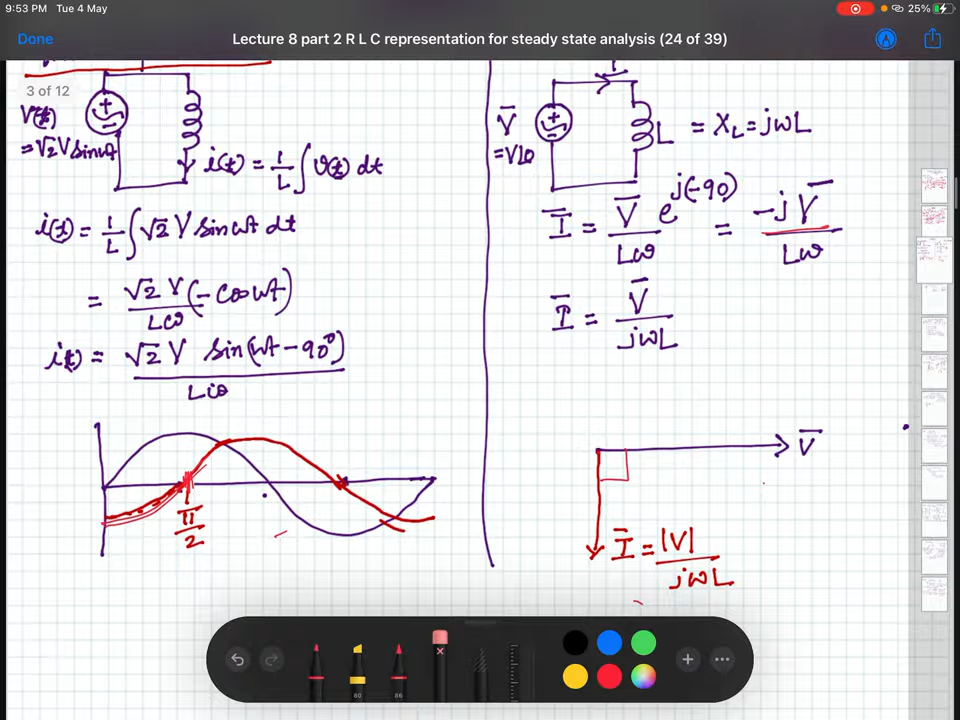 9:53 PM Tue 4 May
25%
Done
Lecture 8 part 2 R L C representation for steady state analysis (24 of 39)
3 of 12
V(t)
= √2 V sin ωt
i(t) = 1/L ∫ v(t) dt
i(t) = 1/L ∫ √2 V sin ωt dt
= √2 V / Lω (- cos ωt)
i(t) = √2 V sin(ωt - 90°) / Lω
π/2
I
V̅
= V∠0
L = X_L = jωL
I̅ = V̅/Lω e^j(-90) = -j V̅ / Lω
I̅ = V̅ / jωL
V̅
I̅ = |V| / jωL
60
86